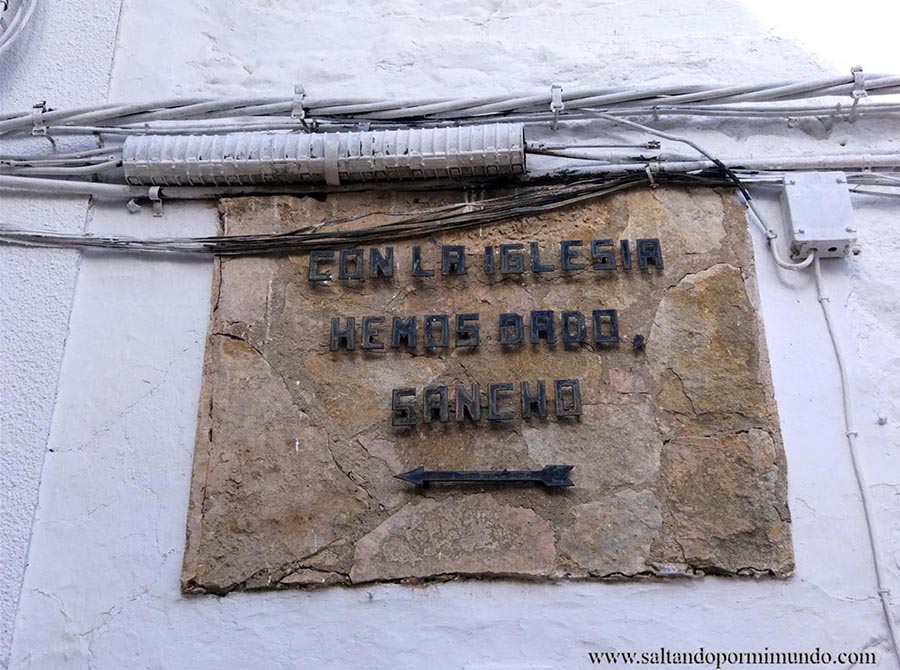 CON LA IGLESIA
HEMOS DADO,
SANCHO
www.saltandopormimundo.com